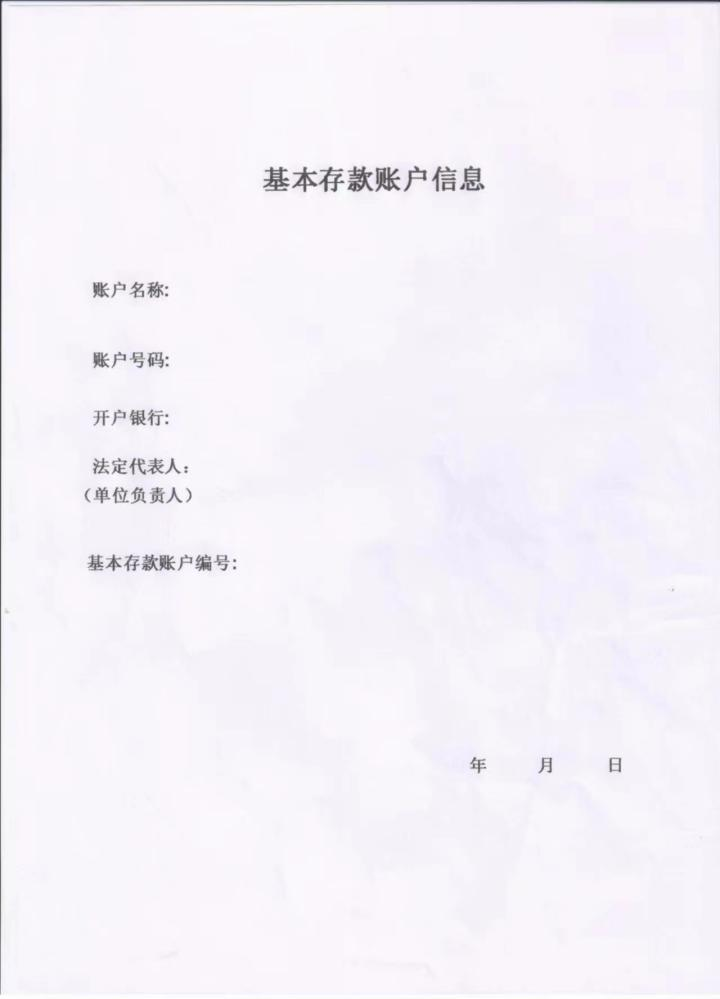 基本存款账户信息
账户名称:
账户号码:
开户银行:
法定代表人：
（单位负责人）
基本存款账户编号:
年 月 日